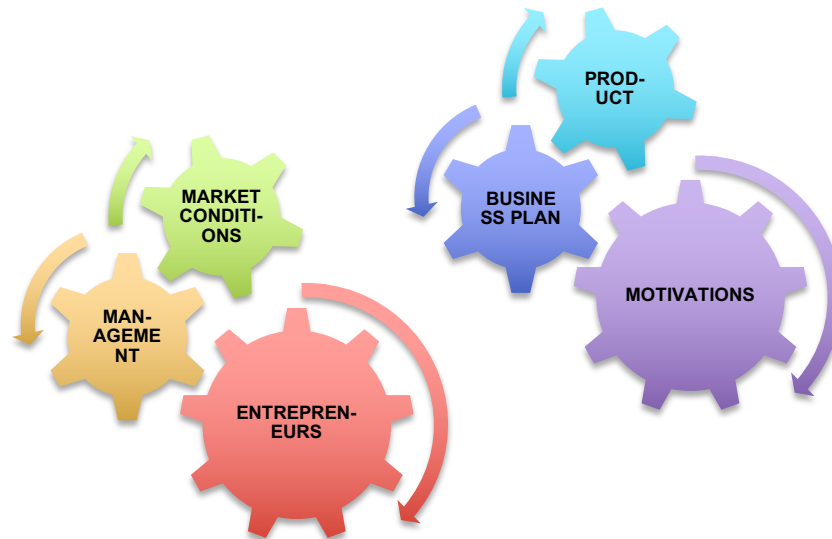 PROD-
UCT
BUSINE
SS PLAN
MARKET
CONDITI-
ONS
MOTIVATIONS
MAN-
AGEME
NT
ENTREPREN-
EURS